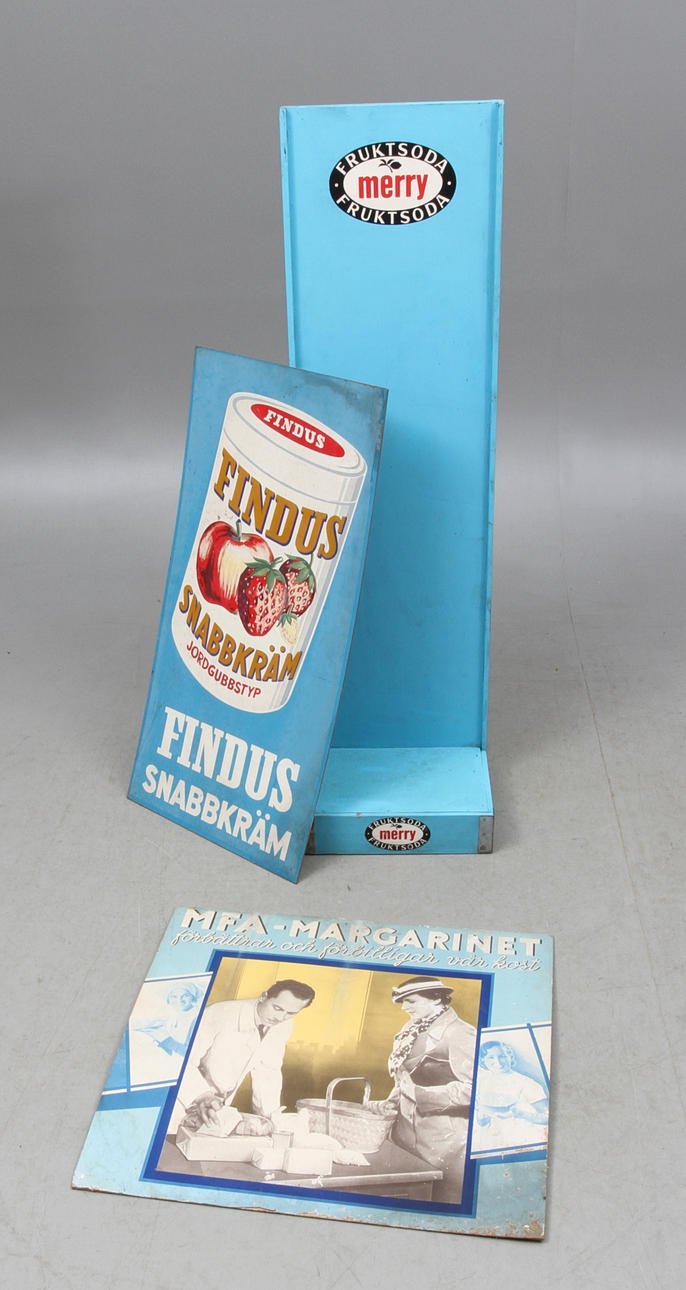 FRUKTSODA
merry
FRUKTSODA
FINDUS
FINDUS
SNABBKRÄM
JORDGUBBSTYP
FINDUS
SNABBKRÄM
FRUKTSODA
merry
FRUKTSODA
MFA-MARGARINET
förbättrar och förbilligar vår kost